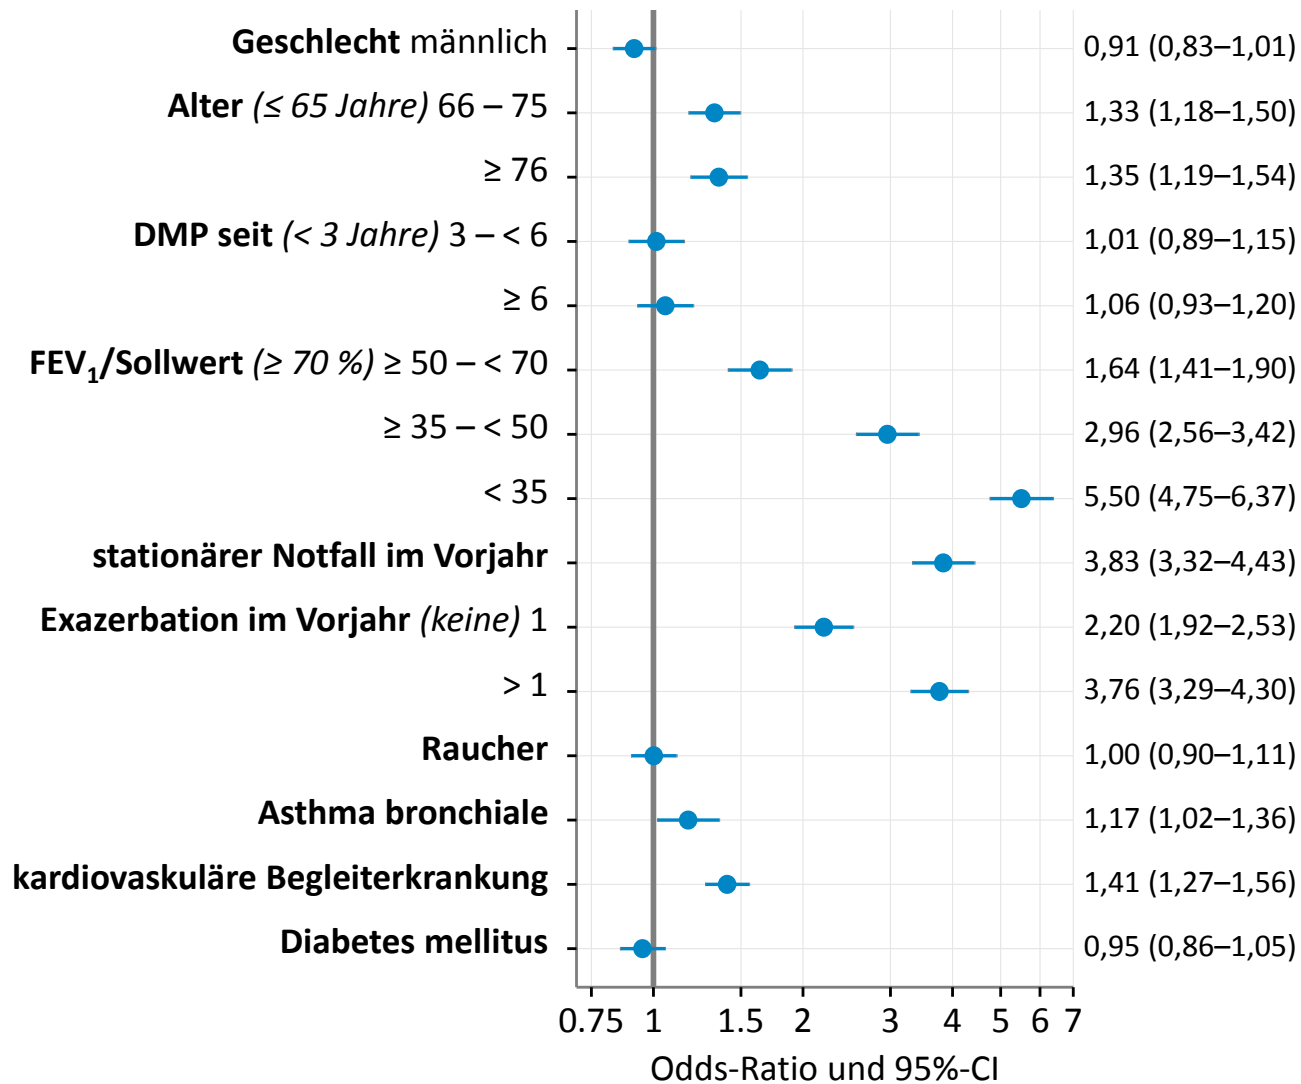 Geschlecht männlich 0,91 (0,83–1,01)
Alter (≤ 65 Jahre) 66 – 75 1,33 (1,18–1,50)
≥ 76 1,35 (1,19–1,54)
DMP seit (< 3 Jahre) 3 – < 6 1,01 (0,89–1,15)
≥ 6 1,06 (0,93–1,20)
FEV₁/Sollwert (≥ 70 %) ≥ 50 – < 70 1,64 (1,41–1,90)
≥ 35 – < 50 2,96 (2,56–3,42)
< 35 5,50 (4,75–6,37)
stationärer Notfall im Vorjahr 3,83 (3,32–4,43)
Exazerbation im Vorjahr (keine) 1 2,20 (1,92–2,53)
> 1 3,76 (3,29–4,30)
Raucher 1,00 (0,90–1,11)
Asthma bronchiale 1,17 (1,02–1,36)
kardiovaskuläre Begleiterkrankung 1,41 (1,27–1,56)
Diabetes mellitus 0,95 (0,86–1,05)
0.75 1 1.5 2 3 4 5 6 7
Odds-Ratio und 95%-CI